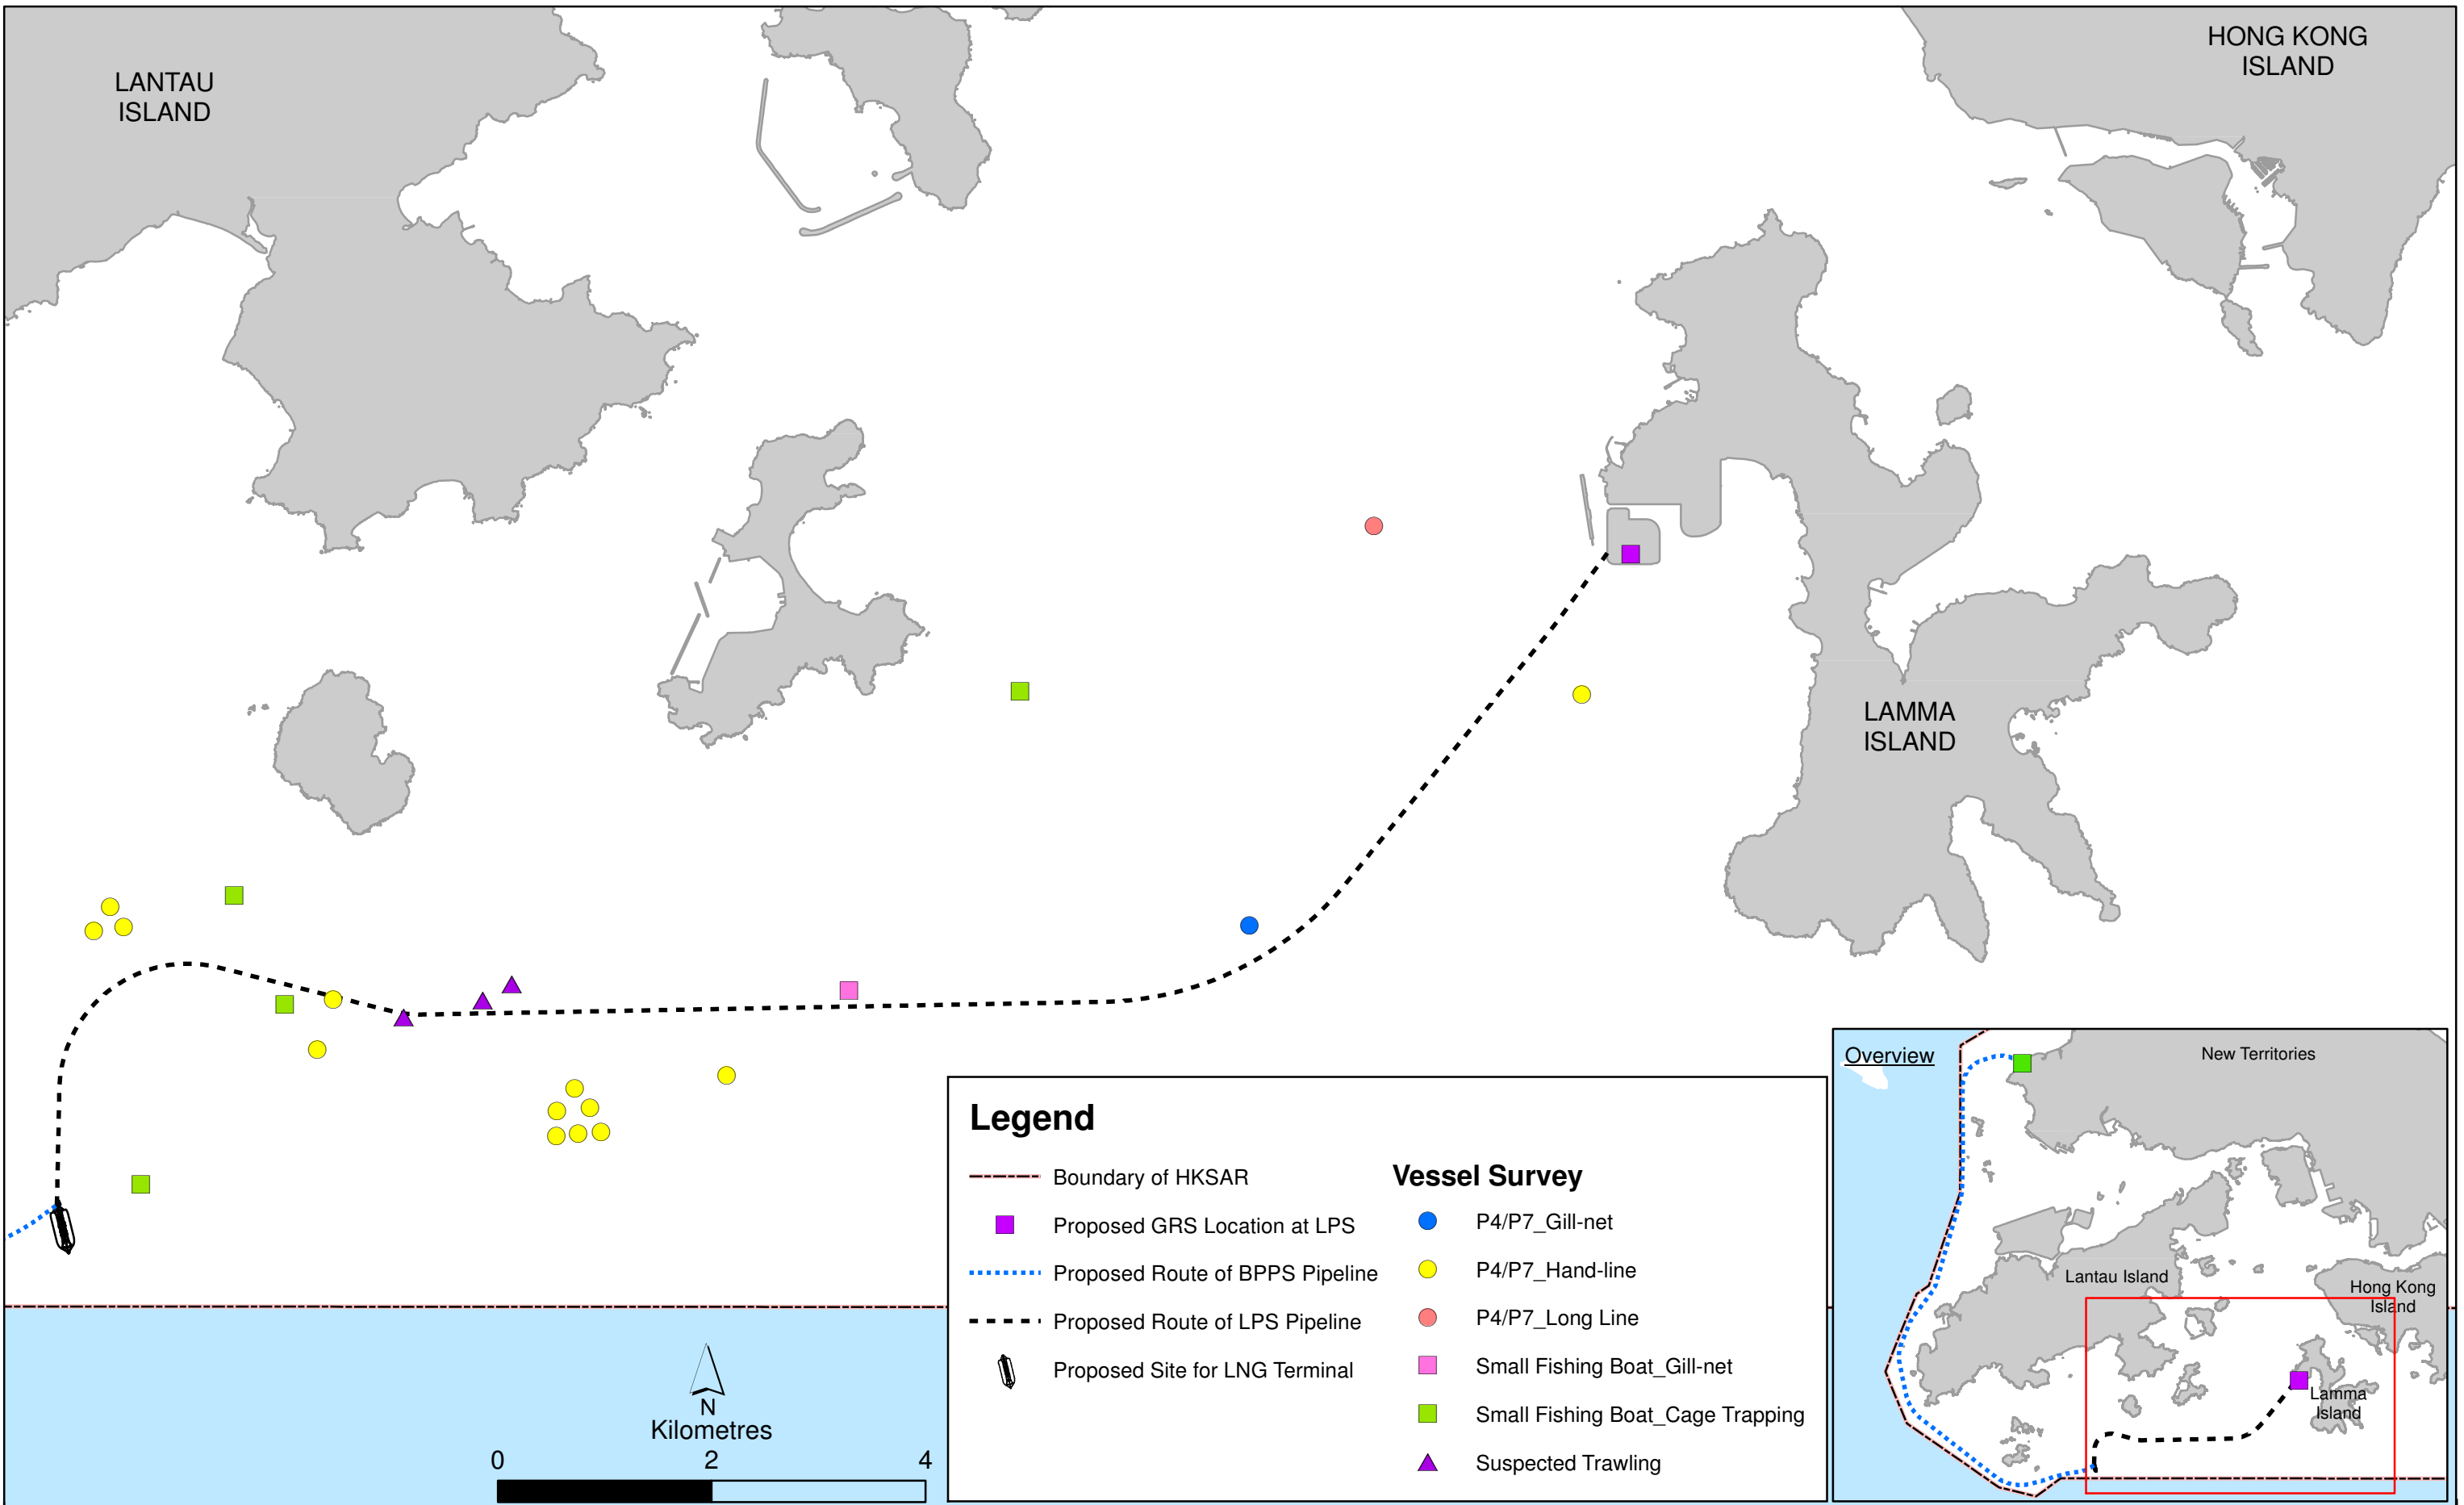 LANTAU
ISLAND
HONG KONG
ISLAND
LAMMA
ISLAND
Legend
Boundary of HKSAR
Proposed GRS Location at LPS
Proposed Route of BPPS Pipeline
Proposed Route of LPS Pipeline
Proposed Site for LNG Terminal
Vessel Survey
P4/P7_Gill-net
P4/P7_Hand-line
P4/P7_Long Line
Small Fishing Boat_Gill-net
Small Fishing Boat_Cage Trapping
Suspected Trawling
N
Kilometres
0 2 4
Overview
New Territories
Lantau Island
Hong Kong
Island
Lamma
Island